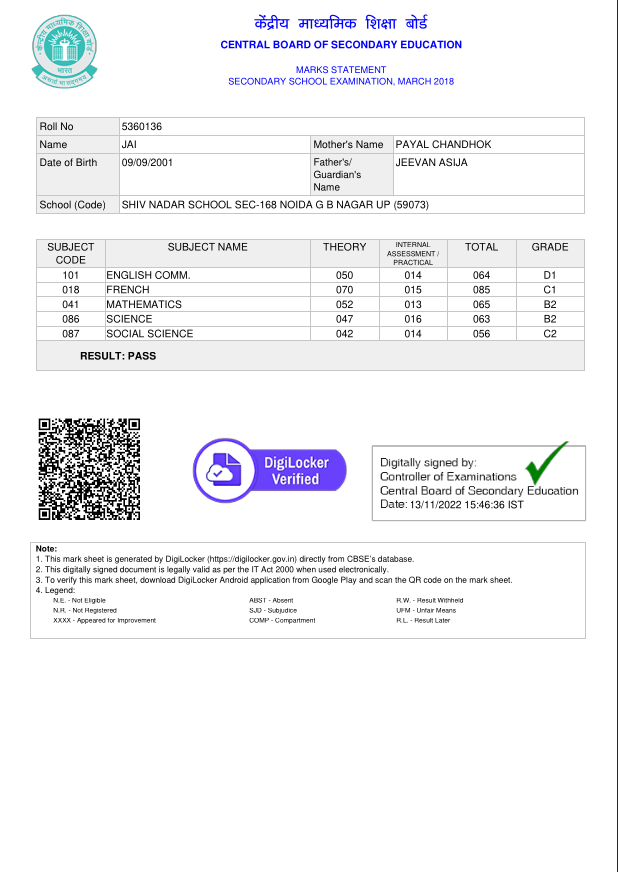 केंद्रीय माध्यमिक शिक्षा बोर्ड
CENTRAL BOARD OF SECONDARY EDUCATION
MARKS STATEMENT
SECONDARY SCHOOL EXAMINATION, MARCH 2018
भारत
Roll No 5360136
Name JAI Mother's Name PAYAL CHANDHOK
Date of Birth 09/09/2001 Father's/ Guardian's Name JEEVAN ASIJA
School (Code) SHIV NADAR SCHOOL SEC-168 NOIDA G B NAGAR UP (59073)
SUBJECT CODE SUBJECT NAME THEORY INTERNAL ASSESSMENT / PRACTICAL TOTAL GRADE
101 ENGLISH COMM. 050 014 064 D1
018 FRENCH 070 015 085 C1
041 MATHEMATICS 052 013 065 B2
086 SCIENCE 047 016 063 B2
087 SOCIAL SCIENCE 042 014 056 C2
RESULT: PASS
DigiLocker
Verified
Digitally signed by:
Controller of Examinations
Central Board of Secondary Education
Date: 13/11/2022 15:46:36 IST
Note:
1. This mark sheet is generated by DigiLocker (https://digilocker.gov.in) directly from CBSE's database.
2. This digitally signed document is legally valid as per the IT Act 2000 when used electronically.
3. To verify this mark sheet, download DigiLocker Android application from Google Play and scan the QR code on the mark sheet.
4. Legend:
N.E. - Not Eligible ABST - Absent R.W. - Result Withheld
N.R. - Not Registered SJD - Subjudice UFM - Unfair Means
XXXX - Appeared for Improvement COMP - Compartment R.L. - Result Later